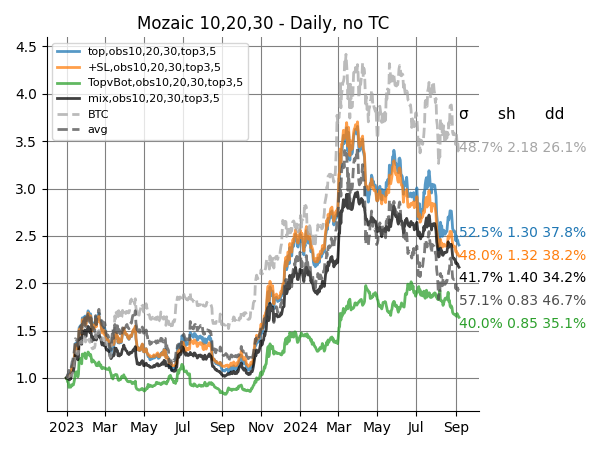 Mozaic 10,20,30 - Daily, no TC
top,obs10,20,30,top3,5
+SL,obs10,20,30,top3,5
TopvBot,obs10,20,30,top3,5
mix,obs10,20,30,top3,5
BTC
avg
4.5
4.0
3.5
3.0
2.5
2.0
1.5
1.0
σ sh dd
48.7% 2.18 26.1%
52.5% 1.30 37.8%
48.0% 1.32 38.2%
41.7% 1.40 34.2%
57.1% 0.83 46.7%
40.0% 0.85 35.1%
2023 Mar May Jul Sep Nov 2024 Mar May Jul Sep